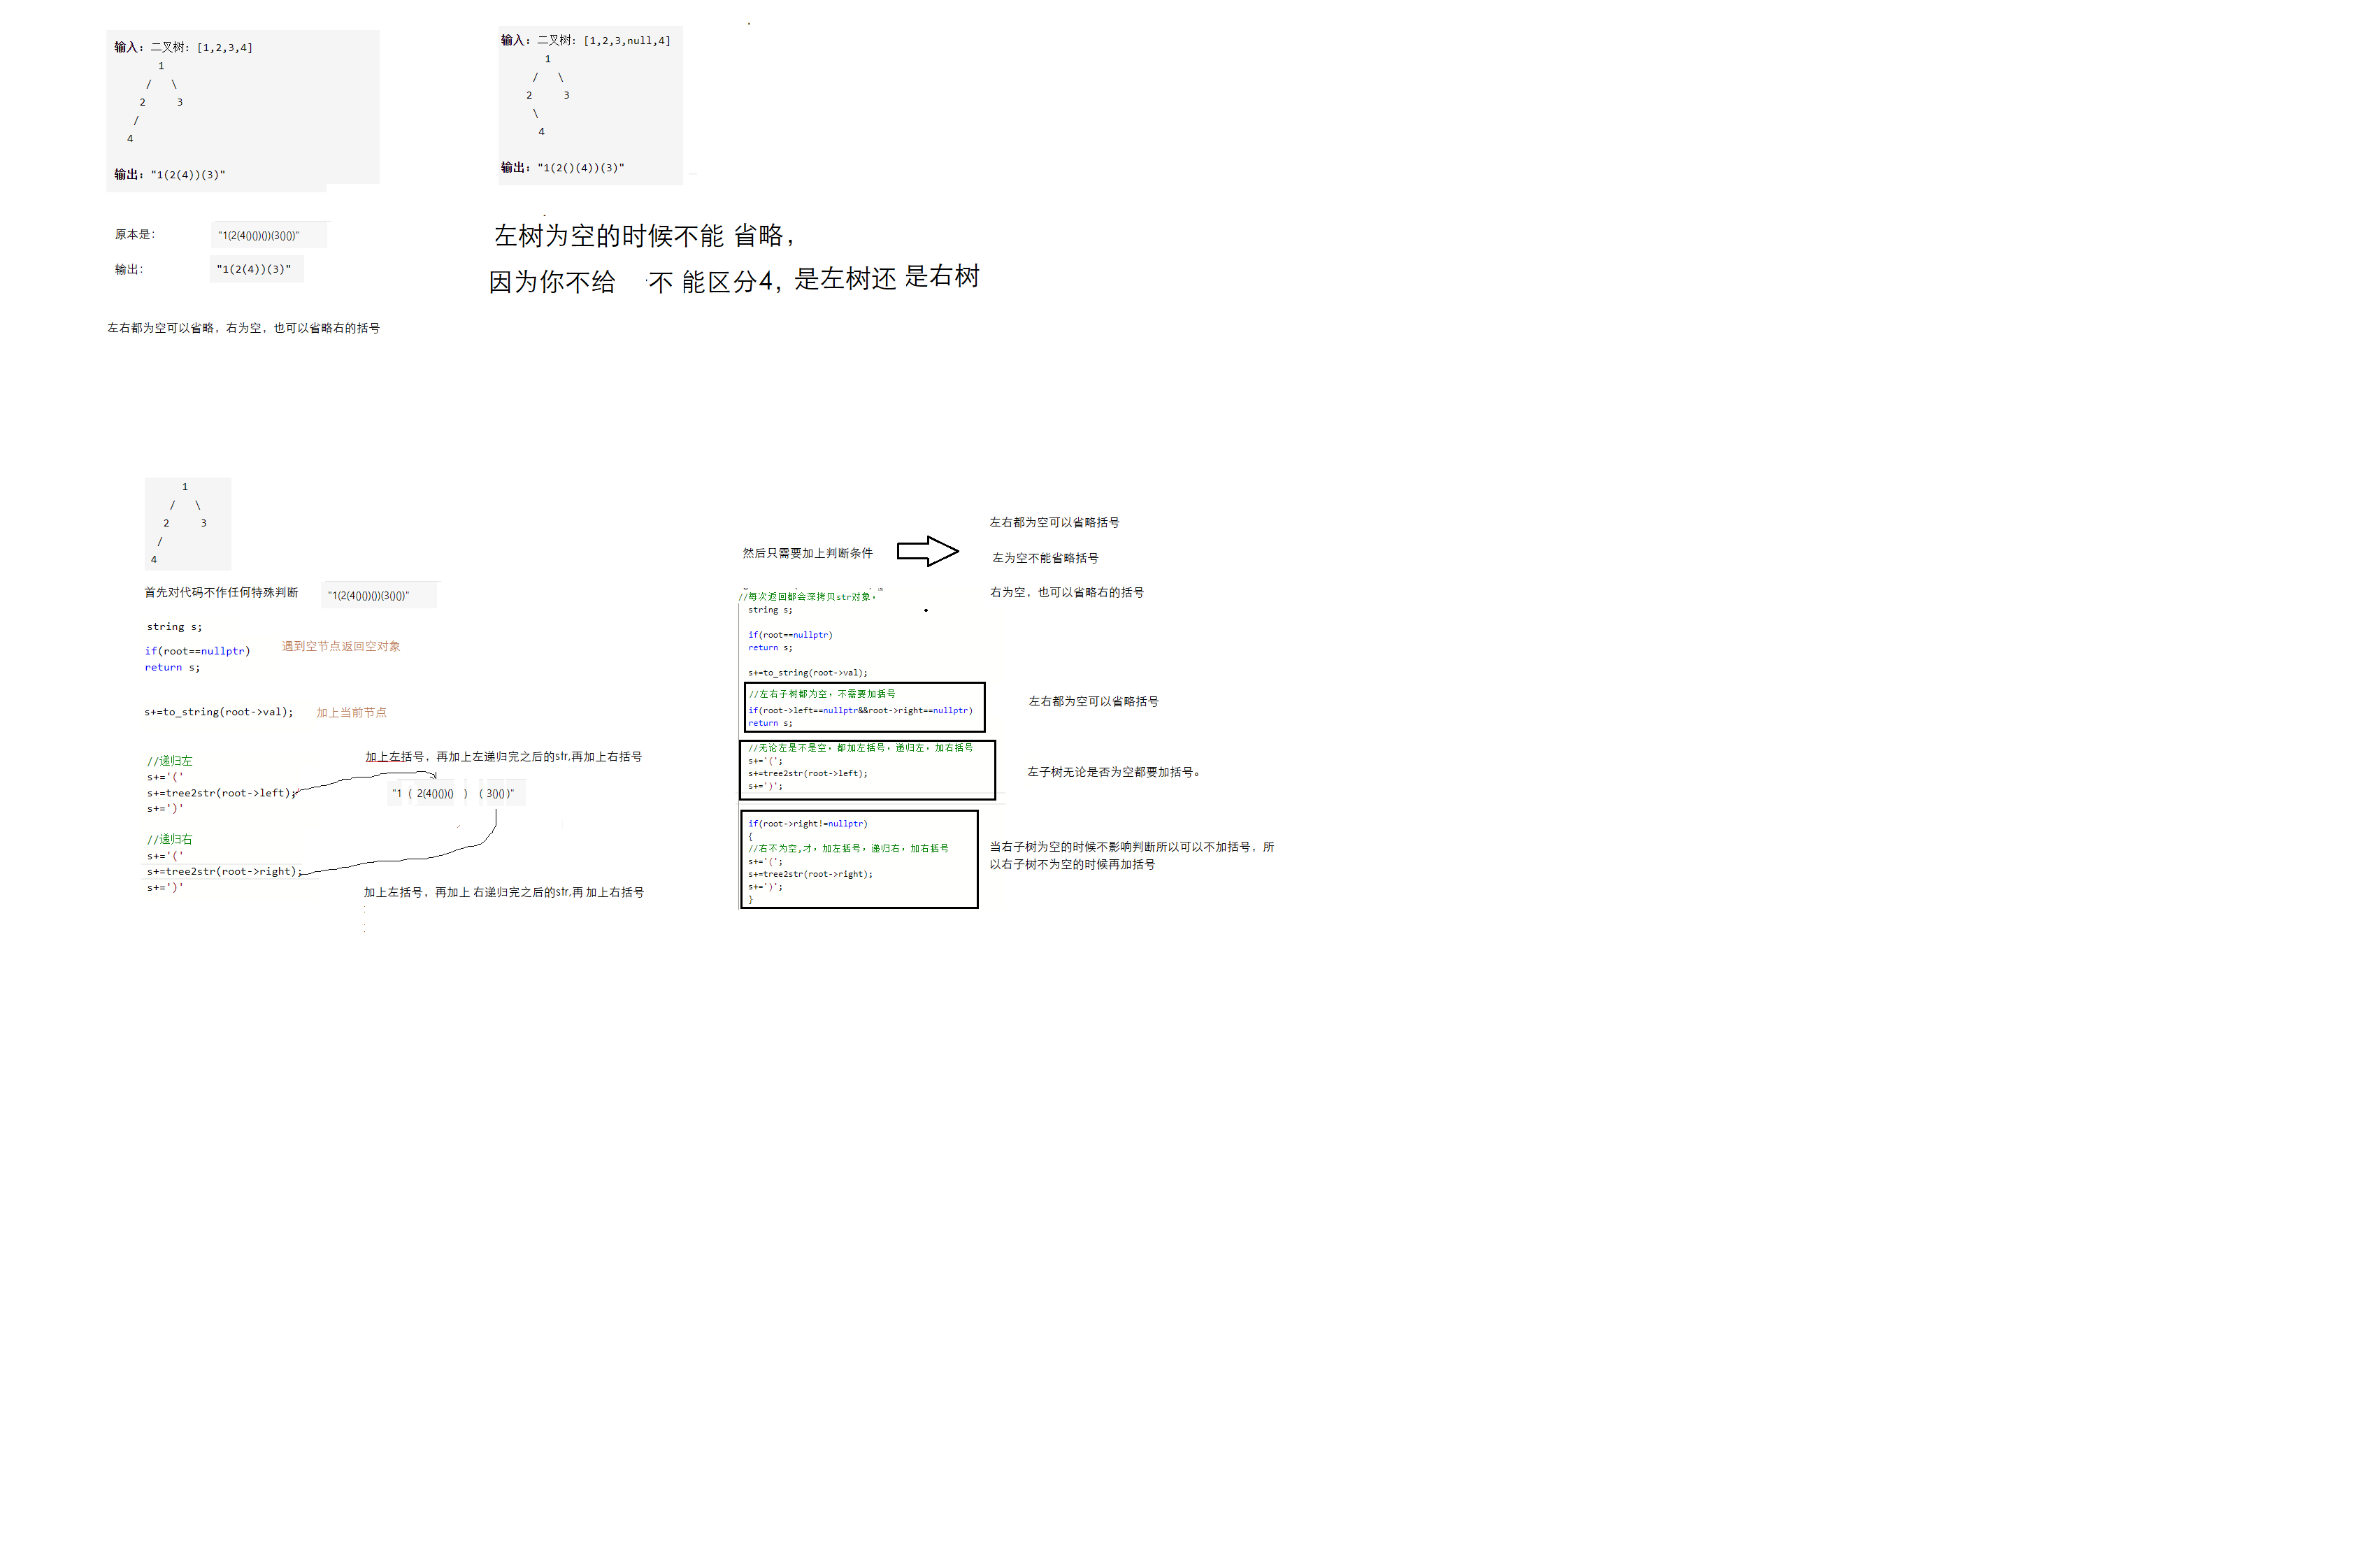 输入：二叉树: [1,2,3,4]
1
/ \
2 3
/
4
输出："1(2(4))(3)"
输入：二叉树: [1,2,3,null,4]
1
/ \
2 3
\
4
输出："1(2()(4))(3)"
原本是： "1(2(4()())())(3()())"
输出： "1(2(4))(3)"
左右都为空可以省略，右为空，也可以省略右的括号
左树为空的时候不能 省略，
因为你不给 不 能区分4，是左树还 是右树
1
/ \
2 3
/
4
首先对代码不作任何特殊判断 "1(2(4()())())(3()())"
string s;
if(root==nullptr) 遇到空节点返回空对象
return s;
s+=to_string(root->val); 加上当前节点
//递归左
s+='('
s+=tree2str(root->left);
s+=')'
//递归右
s+='('
s+=tree2str(root->right);
s+=')'
加上左括号，再加上左递归完之后的str,再加上右括号
"1 ( 2(4()())() ) ( 3()() )"
加上左括号，再加上 右递归完之后的str,再 加上右括号
然后只需要加上判断条件
左右都为空可以省略括号
左为空不能省略括号
右为空，也可以省略右的括号
//每次返回都会深拷贝str对象，
string s;
if(root==nullptr)
return s;
s+=to_string(root->val);
//左右子树都为空，不需要加括号
if(root->left==nullptr&&root->right==nullptr)
return s;
左右都为空可以省略括号
//无论左是不是空，都加左括号，递归左，加右括号
s+='(';
s+=tree2str(root->left);
s+=')';
左子树无论是否为空都要加括号。
if(root->right!=nullptr)
{
//右不为空,才，加左括号，递归右，加右括号
s+='(';
s+=tree2str(root->right);
s+=')';
}
当右子树为空的时候不影响判断所以可以不加括号，所
以右子树不为空的时候再加括号